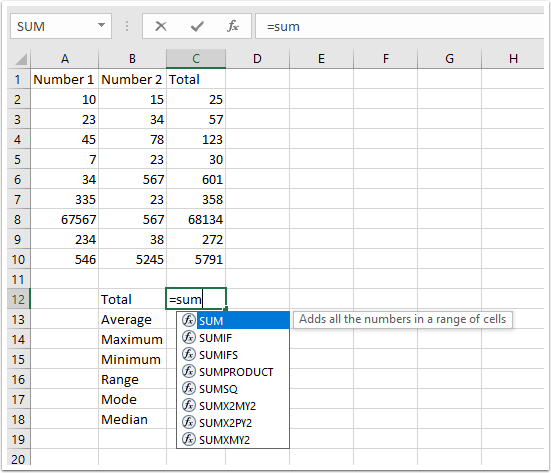 SUM =sum
A B C D E F G H
1 Number 1 Number 2 Total
2 10 15 25
3 23 34 57
4 45 78 123
5 7 23 30
6 34 567 601
7 335 23 358
8 67567 567 68134
9 234 38 272
10 546 5245 5791
11
12 Total =sum
13 Average SUM Adds all the numbers in a range of cells
14 Maximum SUMIF
SUMIFS
15 Minimum SUMPRODUCT
16 Range SUMSQ
17 Mode SUMX2MY2
18 Median SUMX2PY2
19 SUMXMY2
20